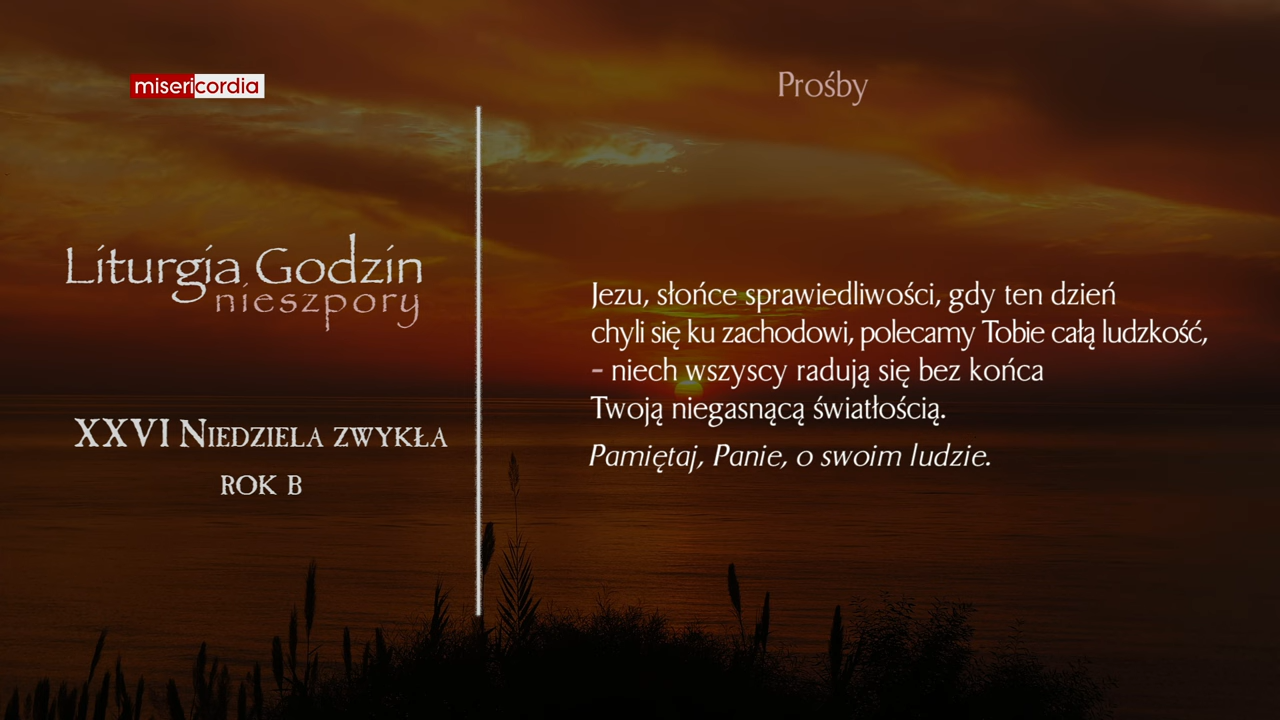 misericordia
Prośby
Liturgia Godzin
nieszpory
XXVI Niedziela zwykła
rok B
Jezu, słońce sprawiedliwości, gdy ten dzień
chyli się ku zachodowi, polecamy Tobie całą ludzkość,
- niech wszyscy radują się bez końca
Twoją niegasnącą światłością.
Pamiętaj, Panie, o swoim ludzie.